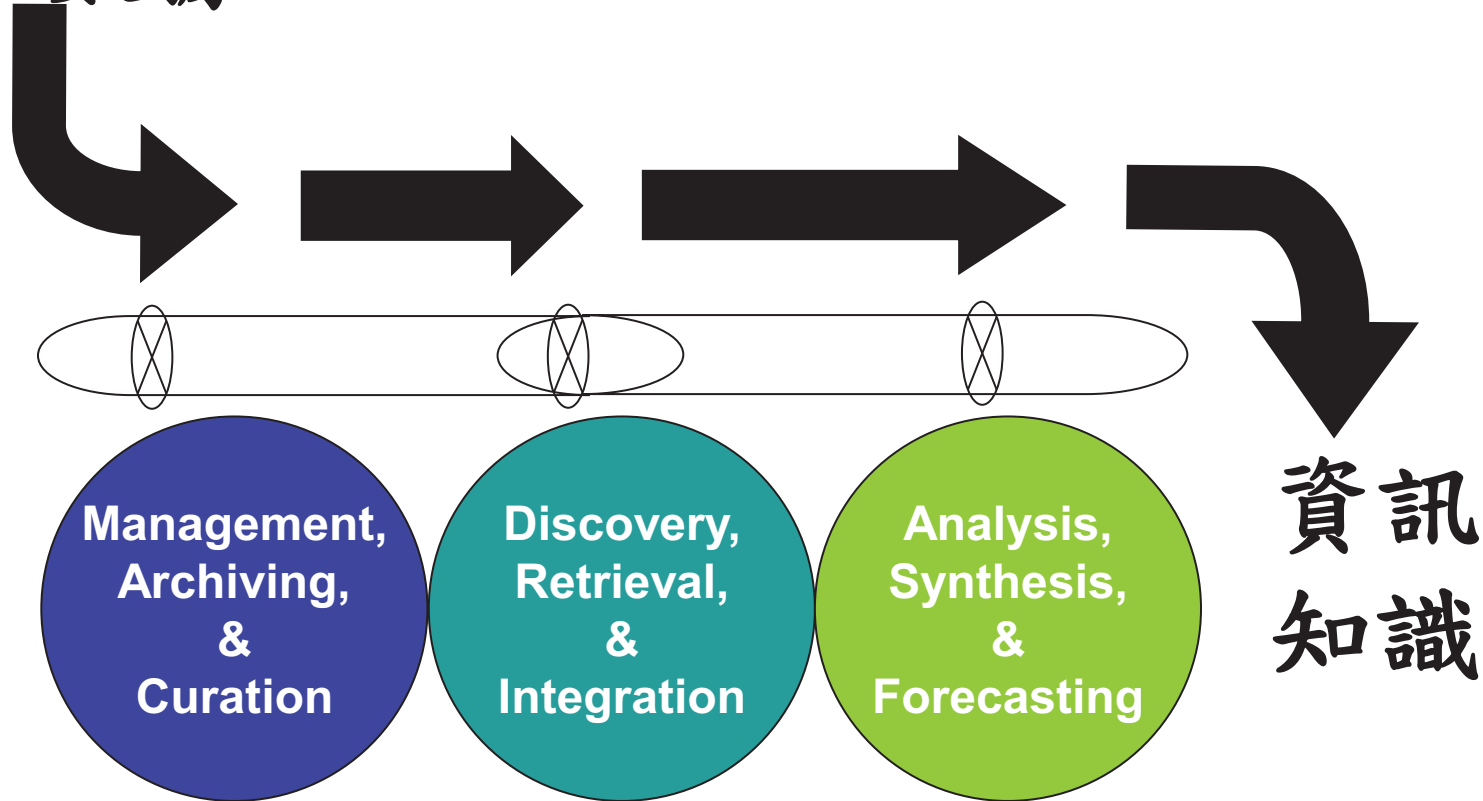 Management,
Archiving,
&
Curation
Discovery,
Retrieval,
&
Integration
Analysis,
Synthesis,
&
Forecasting
資訊
知識